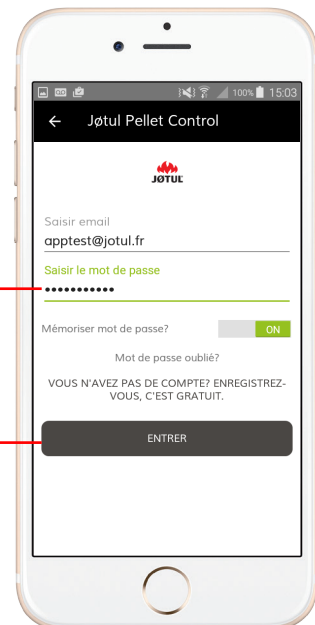 100% 15:03
← Jøtul Pellet Control
JØTUL
Saisir email
apptest@jotul.fr
Saisir le mot de passe
•••••••••••
Mémoriser mot de passe?
ON
Mot de passe oublié?
VOUS N'AVEZ PAS DE COMPTE? ENREGISTREZ-
VOUS, C'EST GRATUIT.
ENTRER